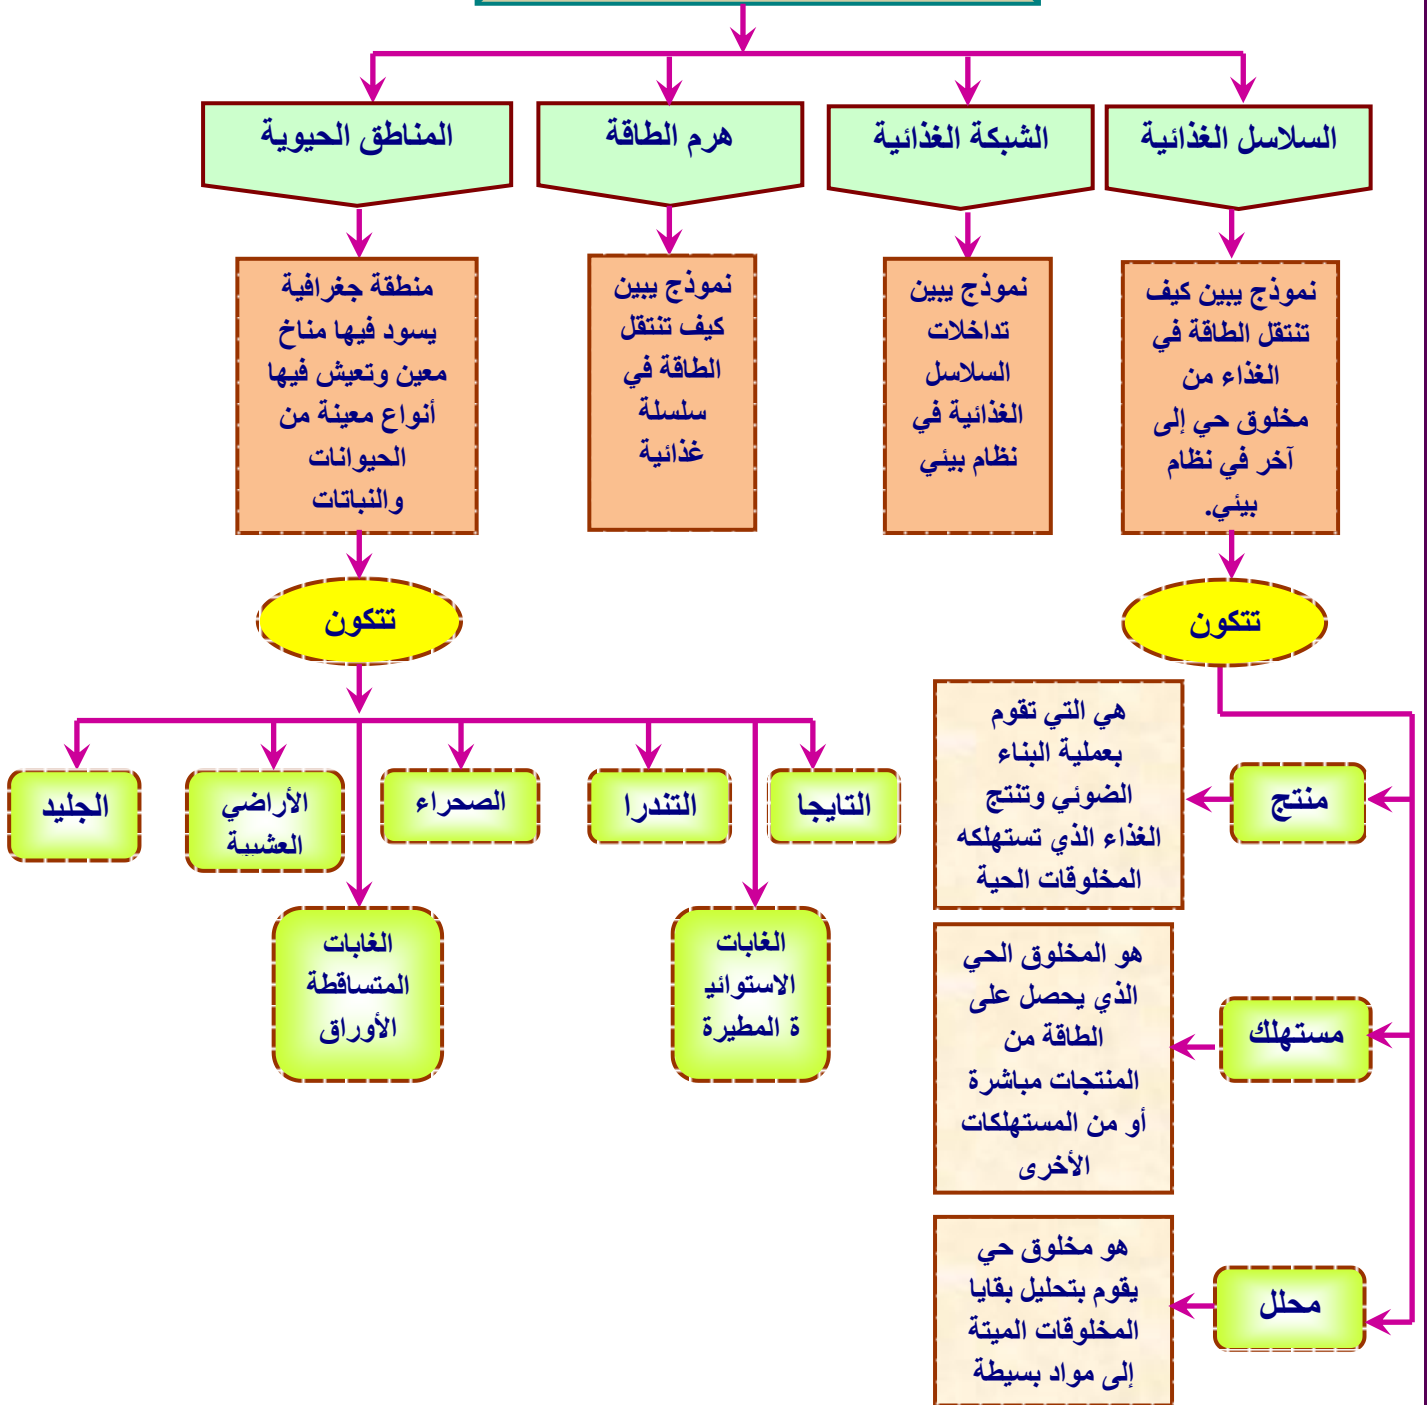 السلاسل الغذائية
الشبكة الغذائية
هرم الطاقة
المناطق الحيوية
نموذج يبين كيف
تنتقل الطاقة في
الغذاء من
مخلوق حي إلى
آخر في نظام
بيئي.
نموذج يبين
تداخلات
السلاسل
الغذائية في
نظام بيئي
نموذج يبين
كيف تنتقل
الطاقة في
سلسلة
غذائية
منطقة جغرافية
يسود فيها مناخ
معين وتعيش فيها
أنواع معينة من
الحيوانات
والنباتات
تتكون
تتكون
منتج
هي التي تقوم
بعملية البناء
الضوئي وتنتج
الغذاء الذي تستهلكه
المخلوقات الحية
مستهلك
هو المخلوق الحي
الذي يحصل على
الطاقة من
المنتجات مباشرة
أو من المستهلكات
الأخرى
محلل
هو مخلوق حي
يقوم بتحليل بقايا
المخلوقات الميتة
إلى مواد بسيطة
التايجا
التندرا
الصحراء
الأراضي
العشبية
الجليد
الغابات
الاستوائي
ة المطيرة
الغابات
المتساقطة
الأوراق